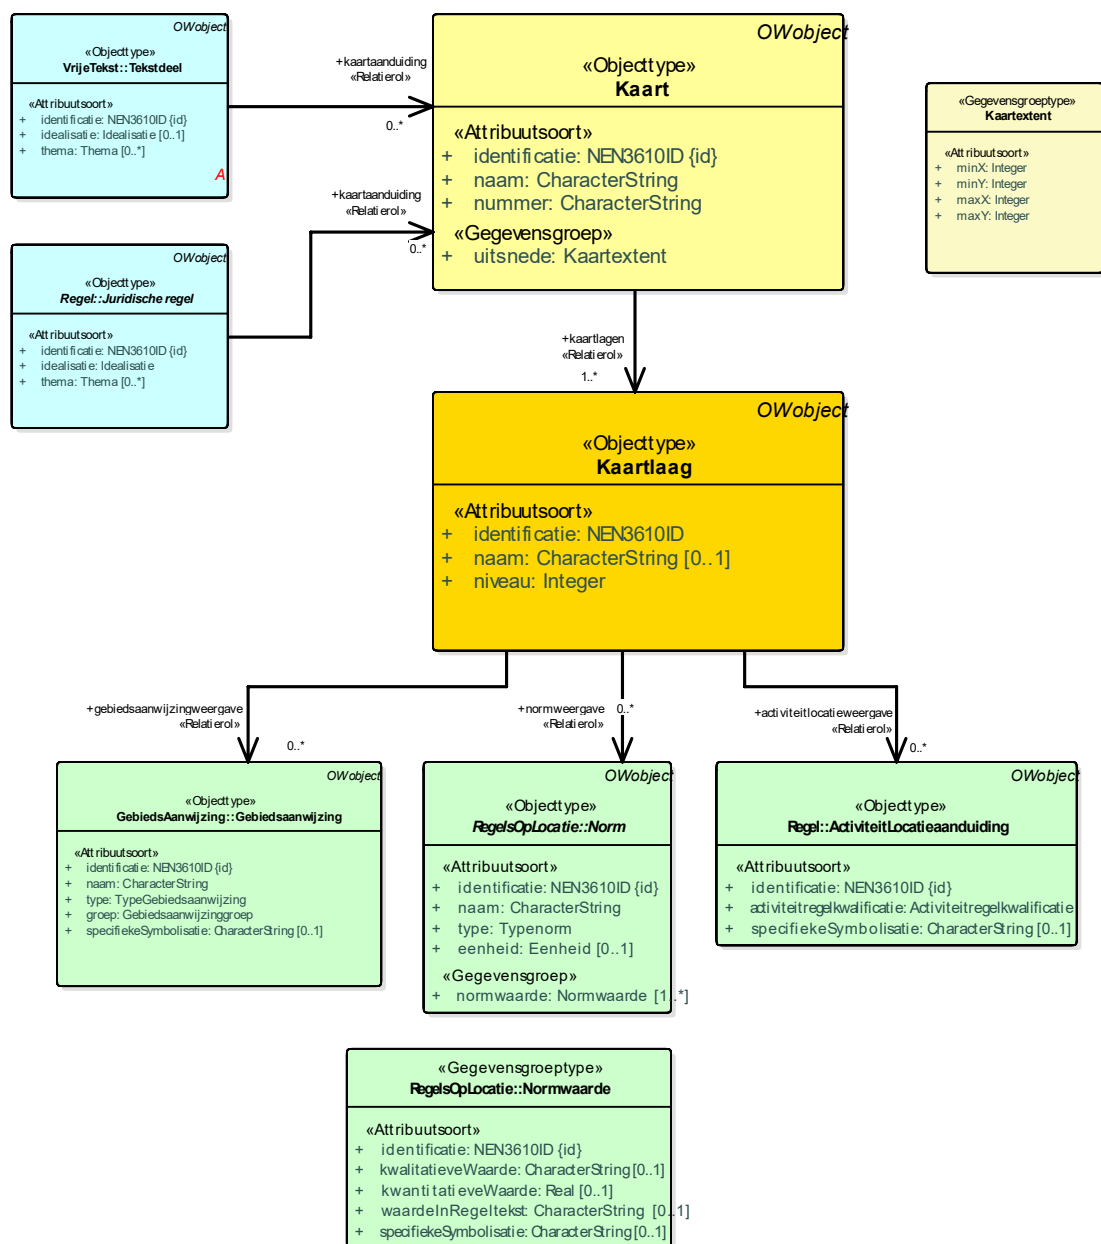 OWobject
«Objecttype»
VrijeTekst::Tekstdeel
«Attribuutsoort»
+ identificatie: NEN3610ID {id}
+ idealisatie: Idealisatie [0..1]
+ thema: Thema [0..*]
A
+kaartaanduiding
«Relatierol»
0..*
OWobject
«Objecttype»
Kaart
«Attribuutsoort»
+ identificatie: NEN3610ID {id}
+ naam: CharacterString
+ nummer: CharacterString
«Gegevensgroep»
+ uitsnede: Kaartextent
«Gegevensgroeptype»
Kaartextent
«Attribuutsoort»
+ minX: Integer
+ minY: Integer
+ maxX: Integer
+ maxY: Integer
+kaartaanduiding
«Relatierol»
0..*
OWobject
«Objecttype»
Regel::Juridische regel
«Attribuutsoort»
+ identificatie: NEN3610ID {id}
+ idealisatie: Idealisatie
+ thema: Thema [0..*]
+kaartlagen
«Relatierol»
1..*
OWobject
«Objecttype»
Kaartlaag
«Attribuutsoort»
+ identificatie: NEN3610ID
+ naam: CharacterString [0..1]
+ niveau: Integer
+gebiedsaanwijzingweergave
«Relatierol»
0..*
+normweergave
«Relatierol»
0..*
+activiteitlocatieweergave
«Relatierol»
0..*
OWobject
«Objecttype»
GebiedsAanwijzing::Gebiedsaanwijzing
«Attribuutsoort»
+ identificatie: NEN3610ID {id}
+ naam: CharacterString
+ type: TypeGebiedsaanwijzing
+ groep: Gebiedsaanwijzinggroep
+ specifiekeSymbolisatie: CharacterString [0..1]
OWobject
«Objecttype»
RegelsOpLocatie::Norm
«Attribuutsoort»
+ identificatie: NEN3610ID {id}
+ naam: CharacterString
+ type: Typenorm
+ eenheid: Eenheid [0..1]
«Gegevensgroep»
+ normwaarde: Normwaarde [1..*]
OWobject
«Objecttype»
Regel::ActiviteitLocatieaanduiding
«Attribuutsoort»
+ identificatie: NEN3610ID {id}
+ activiteitregelkwalificatie: Activiteitregelkwalificatie
+ specifiekeSymbolisatie: CharacterString [0..1]
«Gegevensgroeptype»
RegelsOpLocatie::Normwaarde
«Attribuutsoort»
+ identificatie: NEN3610ID {id}
+ kwalitatieveWaarde: CharacterString [0..1]
+ kwantitatieveWaarde: Real [0..1]
+ waardeInRegeltekst: CharacterString [0..1]
+ specifiekeSymbolisatie: CharacterString [0..1]